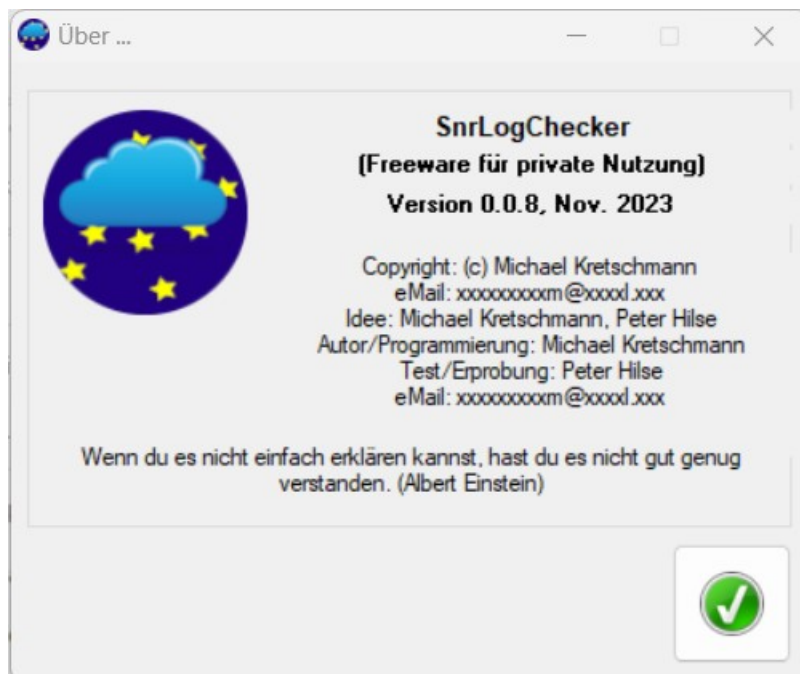 Über ...
SnrLogChecker
(Freeware für private Nutzung)
Version 0.0.8, Nov. 2023
Copyright: (c) Michael Kretschmann
eMail: xxxxxxxxxm@xxxxl.xxx
Idee: Michael Kretschmann, Peter Hilse
Autor/Programmierung: Michael Kretschmann
Test/Erprobung: Peter Hilse
eMail: xxxxxxxxxm@xxxxl.xxx
Wenn du es nicht einfach erklären kannst, hast du es nicht gut genug
verstanden. (Albert Einstein)